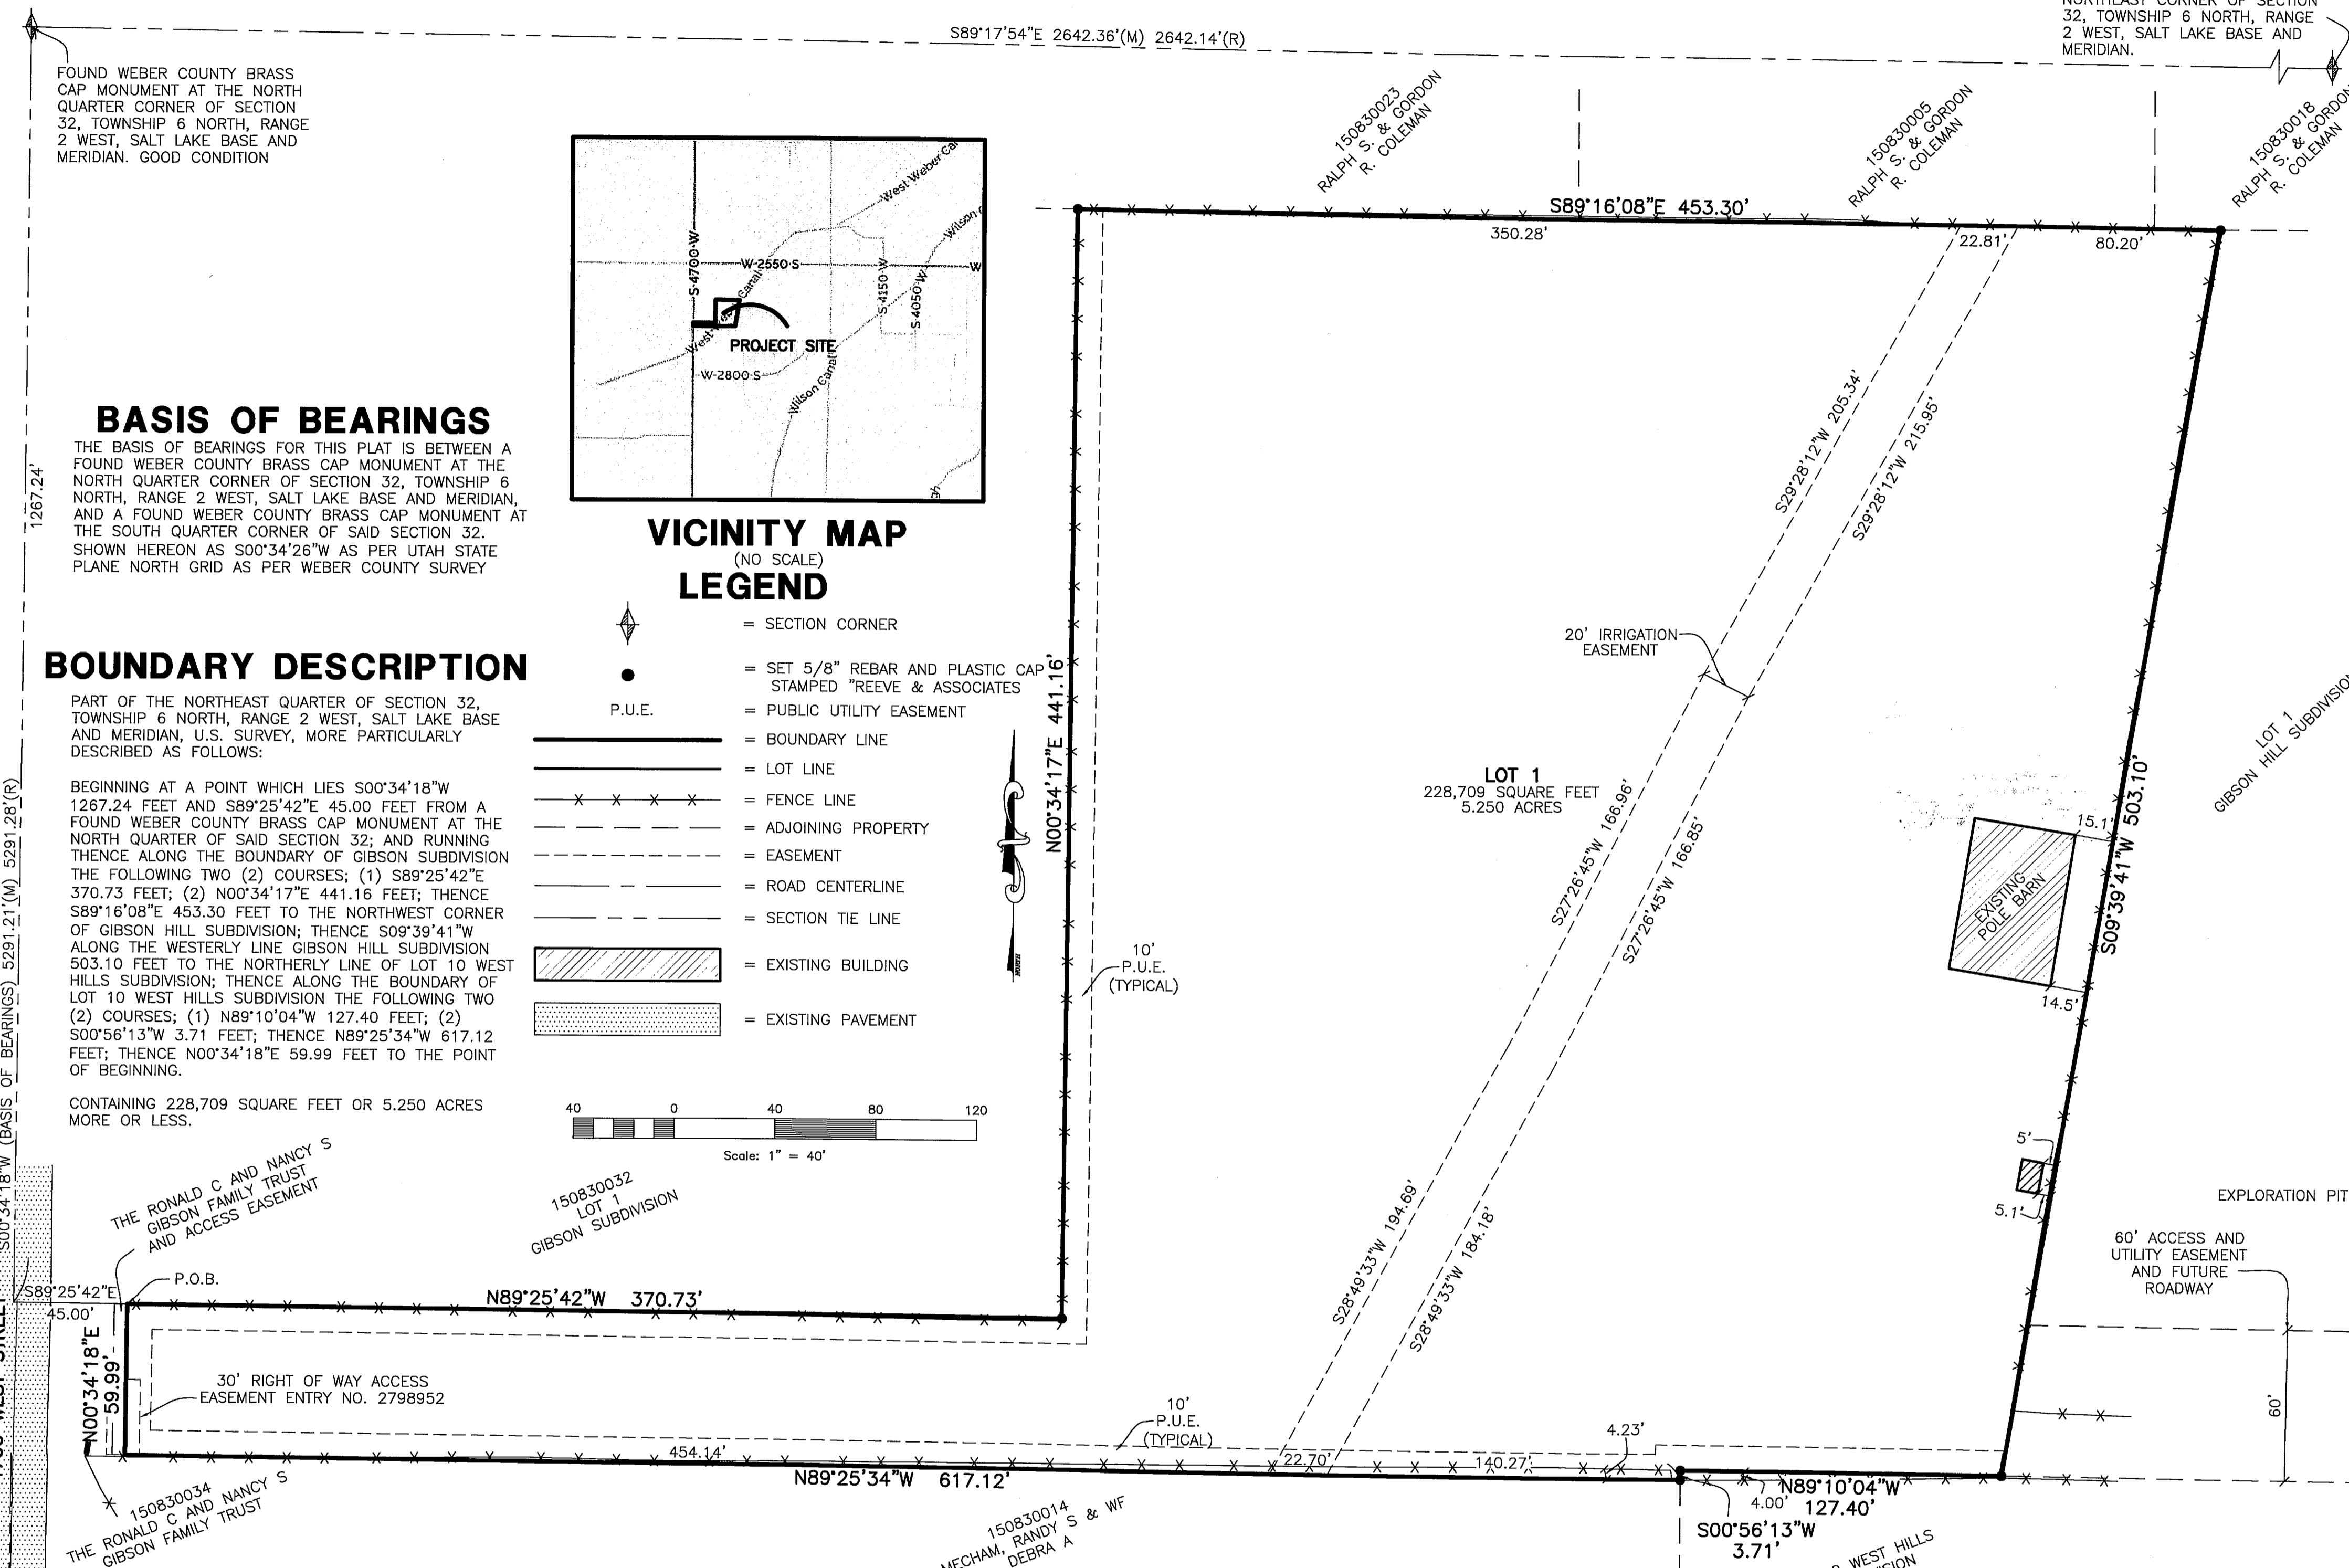 S89°17'54"E 2642.36'(M) 2642.14'(R)
NORTHEAST CORNER OF SECTION
32, TOWNSHIP 6 NORTH, RANGE
2 WEST, SALT LAKE BASE AND
MERIDIAN.
FOUND WEBER COUNTY BRASS
CAP MONUMENT AT THE NORTH
QUARTER CORNER OF SECTION
32, TOWNSHIP 6 NORTH, RANGE
2 WEST, SALT LAKE BASE AND
MERIDIAN. GOOD CONDITION
150830023
RALPH S. & GORDON
R. COLEMAN
150830005
RALPH S. & GORDON
R. COLEMAN
150830018
RALPH S. & GORDON
R. COLEMAN
West Weber Ca
Wilson
S 4700 W
W 2550 S
W
S 4150 W
S 4050 W
Canal
West
PROJECT SITE
W 2800 S
Wilson Canal
VICINITY MAP
(NO SCALE)
S89°16'08"E 453.30'
350.28'
22.81'
80.20'
BASIS OF BEARINGS
THE BASIS OF BEARINGS FOR THIS PLAT IS BETWEEN A
FOUND WEBER COUNTY BRASS CAP MONUMENT AT THE
NORTH QUARTER CORNER OF SECTION 32, TOWNSHIP 6
NORTH, RANGE 2 WEST, SALT LAKE BASE AND MERIDIAN,
AND A FOUND WEBER COUNTY BRASS CAP MONUMENT AT
THE SOUTH QUARTER CORNER OF SAID SECTION 32.
SHOWN HEREON AS S00°34'26"W AS PER UTAH STATE
PLANE NORTH GRID AS PER WEBER COUNTY SURVEY
1267.24'
LEGEND
= SECTION CORNER
= SET 5/8" REBAR AND PLASTIC CAP
STAMPED "REEVE & ASSOCIATES
P.U.E. = PUBLIC UTILITY EASEMENT
= BOUNDARY LINE
= LOT LINE
= FENCE LINE
= ADJOINING PROPERTY
= EASEMENT
= ROAD CENTERLINE
= SECTION TIE LINE
= EXISTING BUILDING
= EXISTING PAVEMENT
BOUNDARY DESCRIPTION
PART OF THE NORTHEAST QUARTER OF SECTION 32,
TOWNSHIP 6 NORTH, RANGE 2 WEST, SALT LAKE BASE
AND MERIDIAN, U.S. SURVEY, MORE PARTICULARLY
DESCRIBED AS FOLLOWS:
BEGINNING AT A POINT WHICH LIES S00°34'18"W
1267.24 FEET AND S89°25'42"E 45.00 FEET FROM A
FOUND WEBER COUNTY BRASS CAP MONUMENT AT THE
NORTH QUARTER OF SAID SECTION 32; AND RUNNING
THENCE ALONG THE BOUNDARY OF GIBSON SUBDIVISION
THE FOLLOWING TWO (2) COURSES; (1) S89°25'42"E
370.73 FEET; (2) N00°34'17"E 441.16 FEET; THENCE
S89°16'08"E 453.30 FEET TO THE NORTHWEST CORNER
OF GIBSON HILL SUBDIVISION; THENCE S09°39'41"W
ALONG THE WESTERLY LINE GIBSON HILL SUBDIVISION
503.10 FEET TO THE NORTHERLY LINE OF LOT 10 WEST
HILLS SUBDIVISION; THENCE ALONG THE BOUNDARY OF
LOT 10 WEST HILLS SUBDIVISION THE FOLLOWING TWO
(2) COURSES; (1) N89°10'04"W 127.40 FEET; (2)
S00°56'13"W 3.71 FEET; THENCE N89°25'34"W 617.12
FEET; THENCE N00°34'18"E 59.99 FEET TO THE POINT
OF BEGINNING.
CONTAINING 228,709 SQUARE FEET OR 5.250 ACRES
MORE OR LESS.
40 0 40 80 120
Scale: 1" = 40'
NORTH
N00°34'17"E 441.16'
10'
P.U.E.
(TYPICAL)
S29°28'12"W 205.34'
S29°28'12"W 215.95'
20' IRRIGATION
EASEMENT
LOT 1
228,709 SQUARE FEET
5.250 ACRES
S27°26'45"W 166.96'
S27°26'45"W 166.85'
S28°49'33"W 194.69'
S28°49'33"W 184.18'
EXISTING
POLE BARN
15.1'
14.5'
S09°39'41"W 503.10'
LOT 1
GIBSON HILL SUBDIVISION
5'
5.1'
EXPLORATION PIT
60' ACCESS AND
UTILITY EASEMENT
AND FUTURE
ROADWAY
60'
S00°34'18"W (BASIS OF BEARINGS) 5291.21'(M) 5291.28'(R)
WEST STREET
THE RONALD C AND NANCY S
GIBSON FAMILY TRUST
AND ACCESS EASEMENT
150830032
LOT 1
GIBSON SUBDIVISION
S89°25'42"E
45.00'
P.O.B.
N89°25'42"W 370.73'
N00°34'18"E
59.99'
30' RIGHT OF WAY ACCESS
EASEMENT ENTRY NO. 2798952
454.14'
N89°25'34"W 617.12'
10'
P.U.E.
(TYPICAL)
22.70'
140.27'
4.23'
4.00'
N89°10'04"W
127.40'
S00°56'13"W
3.71'
150830034
THE RONALD C AND NANCY S
GIBSON FAMILY TRUST
150830014
MECHAM, RANDY S & WF
DEBRA A
WEST HILLS